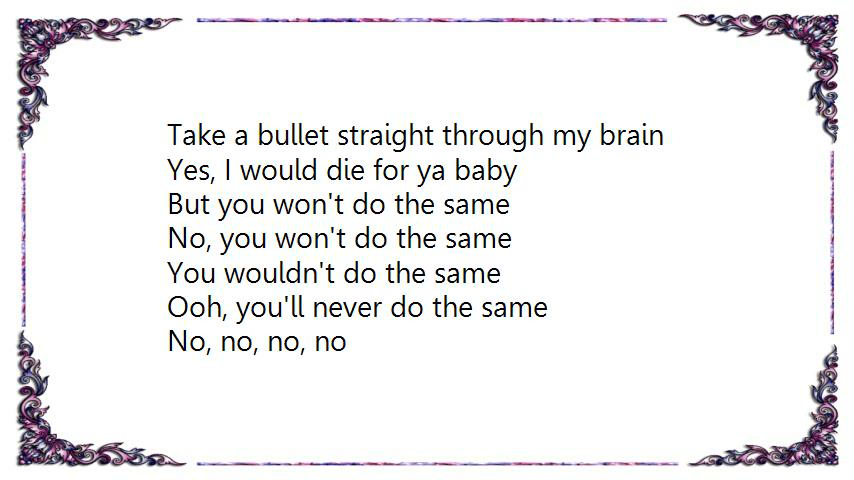 Take a bullet straight through my brain
Yes, I would die for ya baby
But you won't do the same
No, you won't do the same
You wouldn't do the same
Ooh, you'll never do the same
No, no, no, no